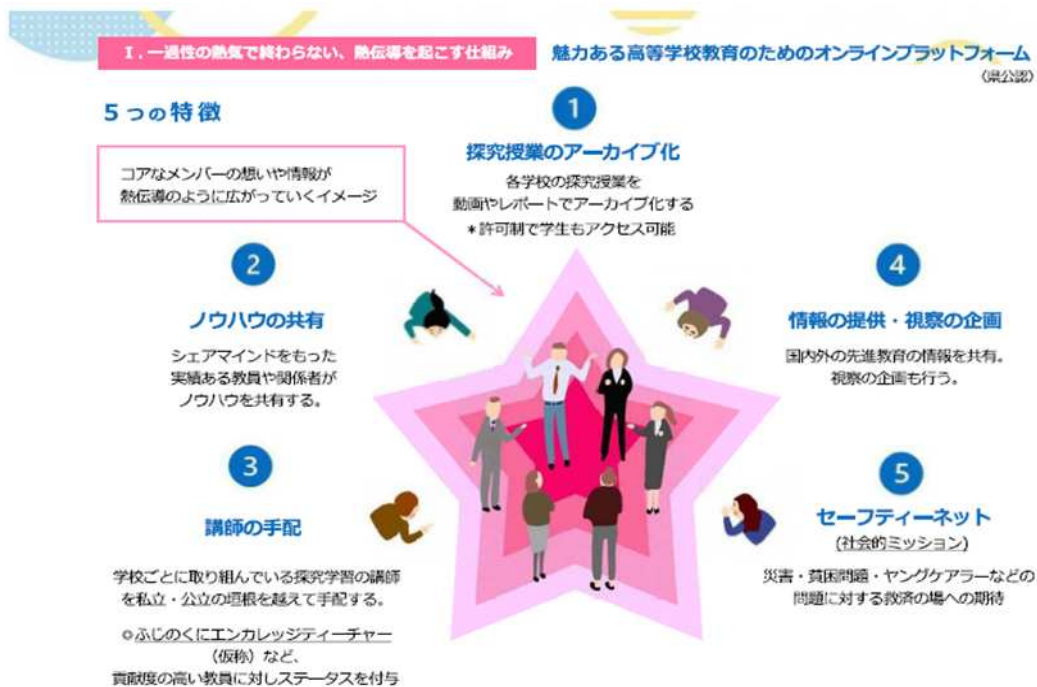 Ⅰ.一過性の熱気で終わらない、熱伝導を起こす仕組み
魅力ある高等学校教育のためのオンラインプラットフォーム
(県公認)
5つの特徴
コアなメンバーの想いや情報が
熱伝導のように広がっていくイメージ
1
探究授業のアーカイブ化
各学校の探究授業を
動画やレポートでアーカイブ化する
*許可制で学生もアクセス可能
2
ノウハウの共有
シェアマインドをもった
実績ある教員や関係者が
ノウハウを共有する。
3
講師の手配
学校ごとに取り組んでいる探究学習の講師
を私立・公立の垣根を越えて手配する。
○ふじのくにエンカレッジティーチャー
(仮称)など、
貢献度の高い教員に対しステータスを付与
4
情報の提供・視察の企画
国内外の先進教育の情報を共有。
視察の企画も行う。
5
セーフティーネット
(社会的ミッション)
災害・貧困問題・ヤングケアラーなどの
問題に対する救済の場への期待